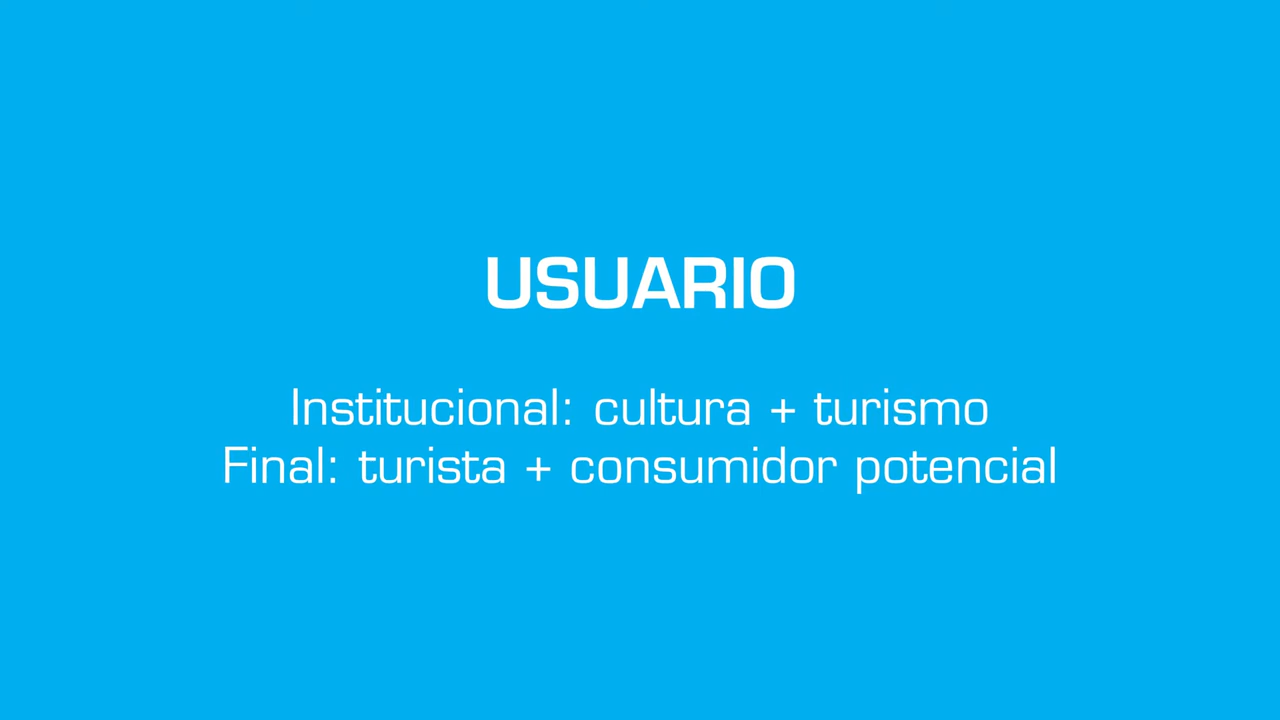 USUARIO
Institucional: cultura + turismo
Final: turista + consumidor potencial